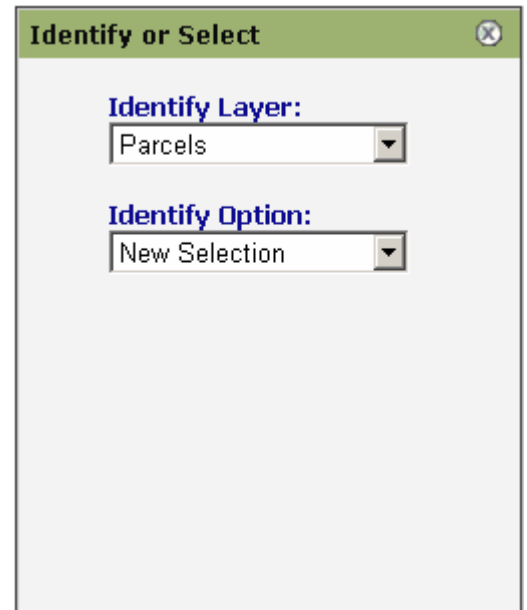 Identify or Select
Identify Layer:
Parcels
Identify Option:
New Selection